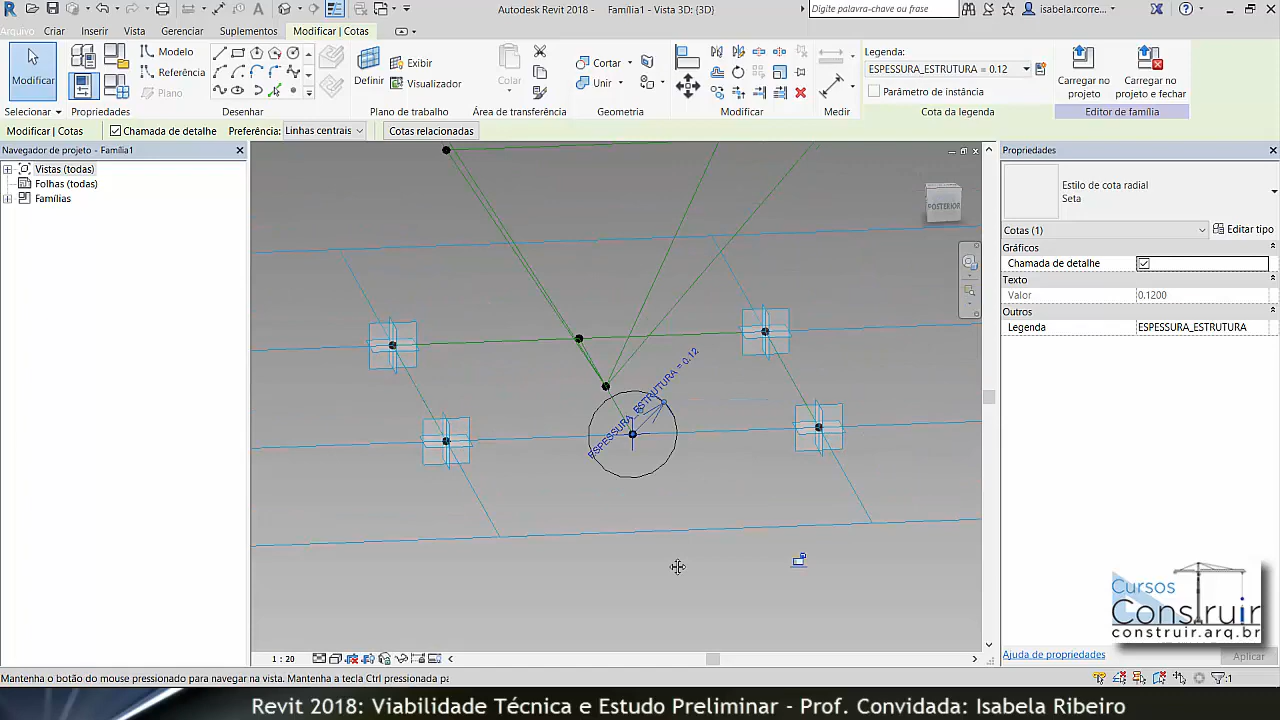 Autodesk Revit 2018 - Família1 - Vista 3D: {3D}
Digite palavra-chave ou frase
isabela.rcorre...
Arquivo Criar Inserir Vista Gerenciar Suplementos Modificar | Cotas
Modificar
Modelo
Referência
Plano
Definir
Exibir
Visualizador
Colar
Cortar
Unir
Legenda:
ESPESSURA_ESTRUTURA = 0.12
Parâmetro de instância
Carregar no projeto
Carregar no projeto e fechar
Selecionar Propriedades Desenhar Plano de trabalho Área de transferência Geometria Modificar Medir Cota da legenda Editor de família
Modificar | Cotas Chamada de detalhe Preferência: Linhas centrais Cotas relacionadas
Navegador de projeto - Família1
Vistas (todas)
Folhas (todas)
Famílias
POSTERIOR
ESPESSURA_ESTRUTURA = 0.12
Propriedades
Estilo de cota radial
Seta
Cotas (1) Editar tipo
Gráficos
Chamada de detalhe
Texto
Valor 0.1200
Outros
Legenda ESPESSURA_ESTRUTURA
Cursos
Construir
construir.arq.br
Ajuda de propriedades Aplicar
1 : 20
Mantenha o botão do mouse pressionado para navegar na vista. Mantenha a tecla Ctrl pressionada pa
:1
Revit 2018: Viabilidade Técnica e Estudo Preliminar - Prof. Convidada: Isabela Ribeiro